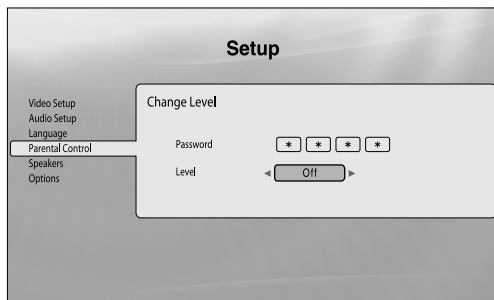 Setup
Video Setup
Audio Setup
Language
Parental Control
Speakers
Options
Change Level
Password * * * *
Level ◀ Off ▶